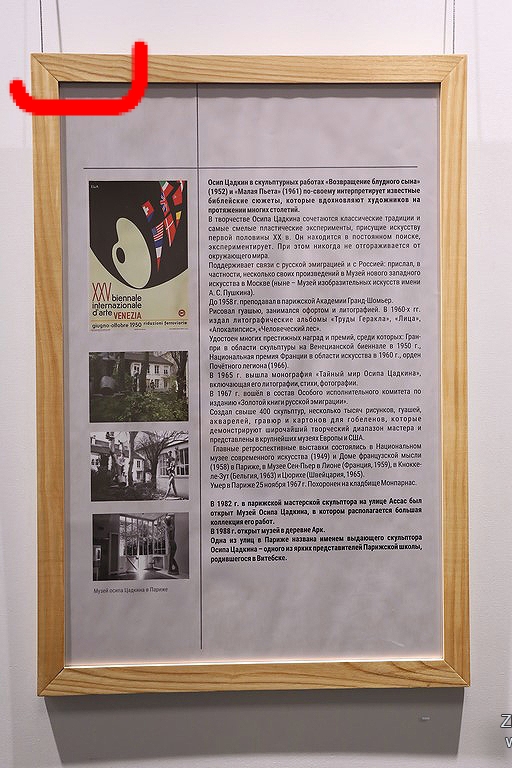 XXV biennale
internazionale
d'arte VENEZIA
giugno-ottobre 1950 riduzioni ferroviarie
Музей осипа Цадкина в Париже
Осип Цадкин в скульптурных работах «Возвращение блудного сына»
(1952) и «Малая Пьета» (1961) по-своему интерпретирует известные
библейские сюжеты, которые вдохновляют художников на
протяжении многих столетий.
В творчестве Осипа Цадкина сочетаются классические традиции и
самые смелые пластические эксперименты, присущие искусству
первой половины XX в. Он находится в постоянном поиске,
экспериментирует. При этом никогда не отгораживается от
окружающего мира.
Поддерживает связи с русской эмиграцией и с Россией: прислал, в
частности, несколько своих произведений в Музей нового западного
искусства в Москве (ныне – Музей изобразительных искусств имени
А. С. Пушкина).
До 1958 г. преподавал в парижской Академии Гранд-Шомьер.
Рисовал гуашью, занимался офортом и литографией. В 1960-х гг.
издал литографические альбомы «Труды Геракла», «Лица»,
«Апокалипсис», «Человеческий лес».
Удостоен многих престижных наград и премий, среди которых: Гран-
при в области скульптуры на Венецианской биеннале в 1950 г.,
Национальная премия Франции в области искусства в 1960 г., орден
Почётного легиона (1966).
В 1965 г. вышла монография «Тайный мир Осипа Цадкина»,
включающая его литографии, стихи, фотографии.
В 1967 г. вошёл в состав Особого исполнительного комитета по
изданию «Золотой книги русской эмиграции».
Создал свыше 400 скульптур, несколько тысяч рисунков, гуашей,
акварелей, гравюр и картонов для гобеленов, которые
демонстрируют широчайший творческий диапазон мастера и
представлены в крупнейших музеях Европы и США.
Главные ретроспективные выставки состоялись в Национальном
музее современного искусства (1949) и Доме французской мысли
(1958) в Париже, в Музее Сен-Пьер в Лионе (Франция, 1959), в Кнокке-
ле-Зут (Бельгия, 1963) и Цюрихе (Швейцария, 1965).
Умер в Париже 25 ноября 1967 г. Похоронен на кладбище Монпарнас.
В 1982 г. в парижской мастерской скульптора на улице Ассас был
открыт Музей Осипа Цадкина, в котором располагается большая
коллекция его работ.
В 1988 г. открыт музей в деревне Арк.
Одна из улиц в Париже названа именем выдающего скульптора
Осипа Цадкина – одного из ярких представителей Парижской школы,
родившегося в Витебске.